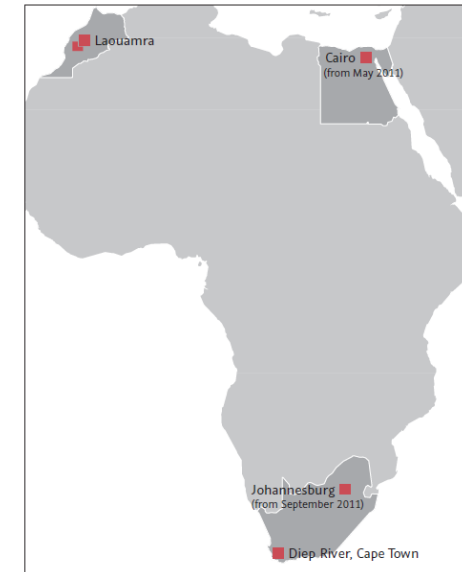 Laouamra
Cairo
(from May 2011)
Johannesburg
(from September 2011)
Diep River, Cape Town